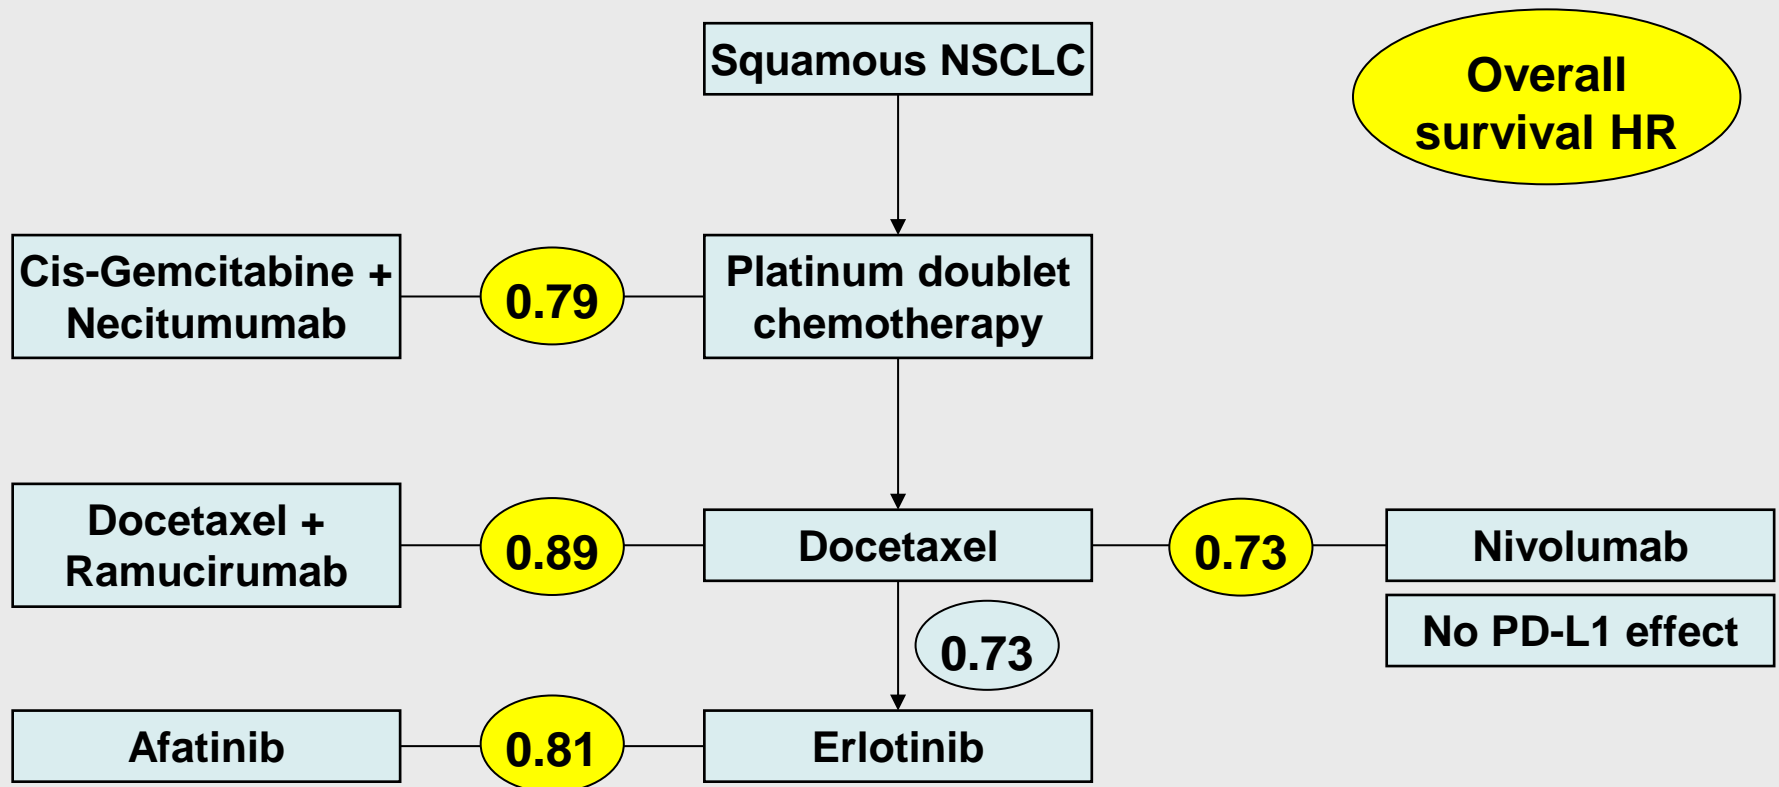 Squamous NSCLC
Overall
survival HR
Cis-Gemcitabine +
Necitumumab
0.79
Platinum doublet
chemotherapy
Docetaxel +
Ramucirumab
0.89
Docetaxel
0.73
Nivolumab
No PD-L1 effect
0.73
Afatinib
0.81
Erlotinib